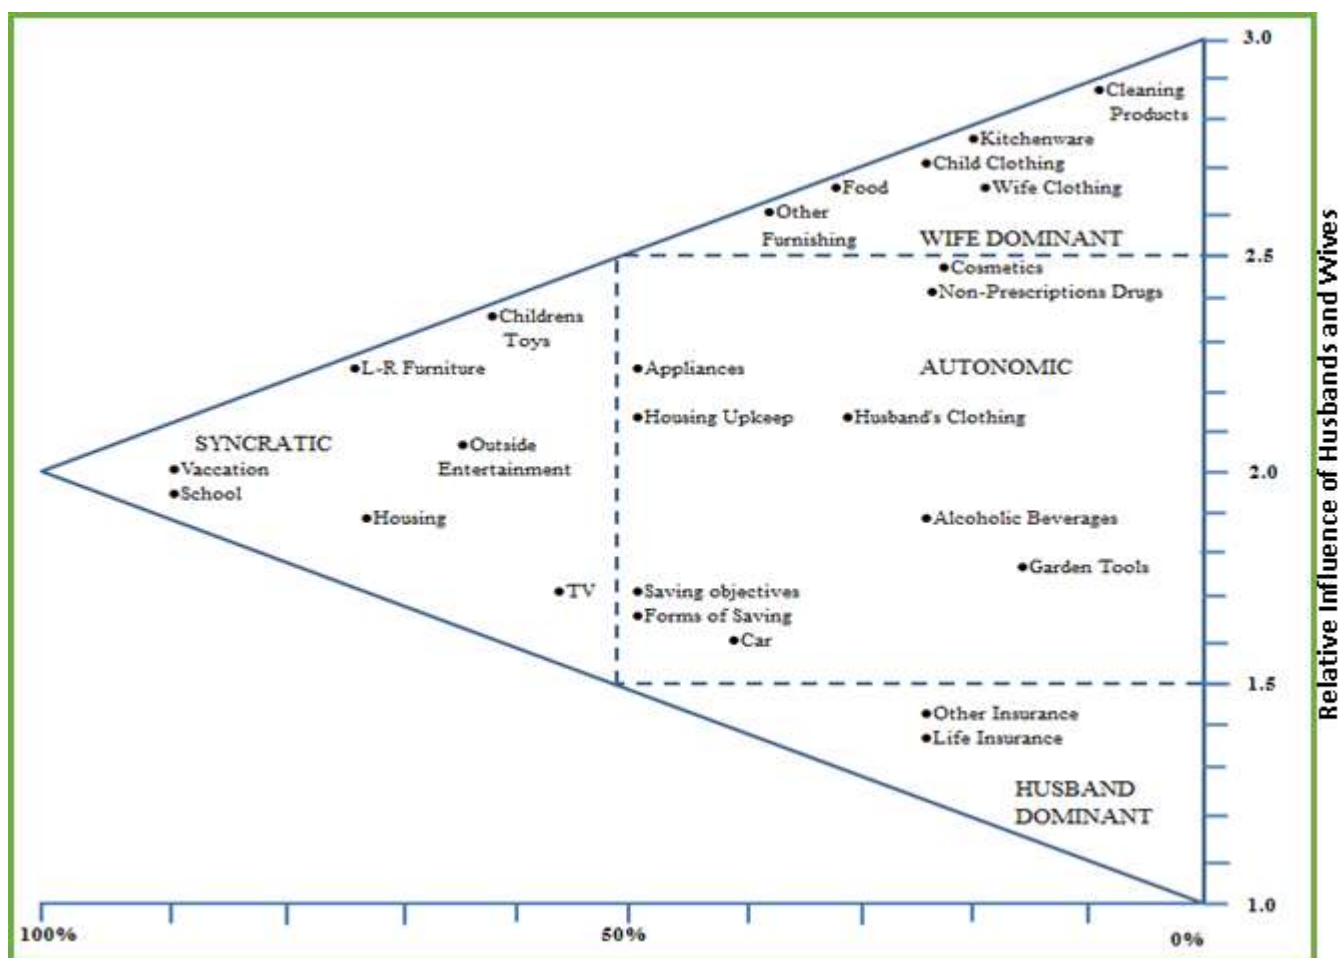 3.0
Cleaning
Products
Kitchenware
Child Clothing
Food
Wife Clothing
Other
Furnishing
WIFE DOMINANT
2.5
Cosmetics
Non-Prescriptions Drugs
Childrens
Toys
L-R Furniture
Appliances
AUTONOMIC
Housing Upkeep
Husband's Clothing
SYNCRATIC
Outside
Entertainment
Vaccation
2.0
School
Housing
Alcoholic Beverages
Garden Tools
TV
Saving objectives
Forms of Saving
Car
1.5
Other Insurance
Life Insurance
HUSBAND
DOMINANT
1.0
100%
50%
0%
Relative Influence of Husbands and Wives